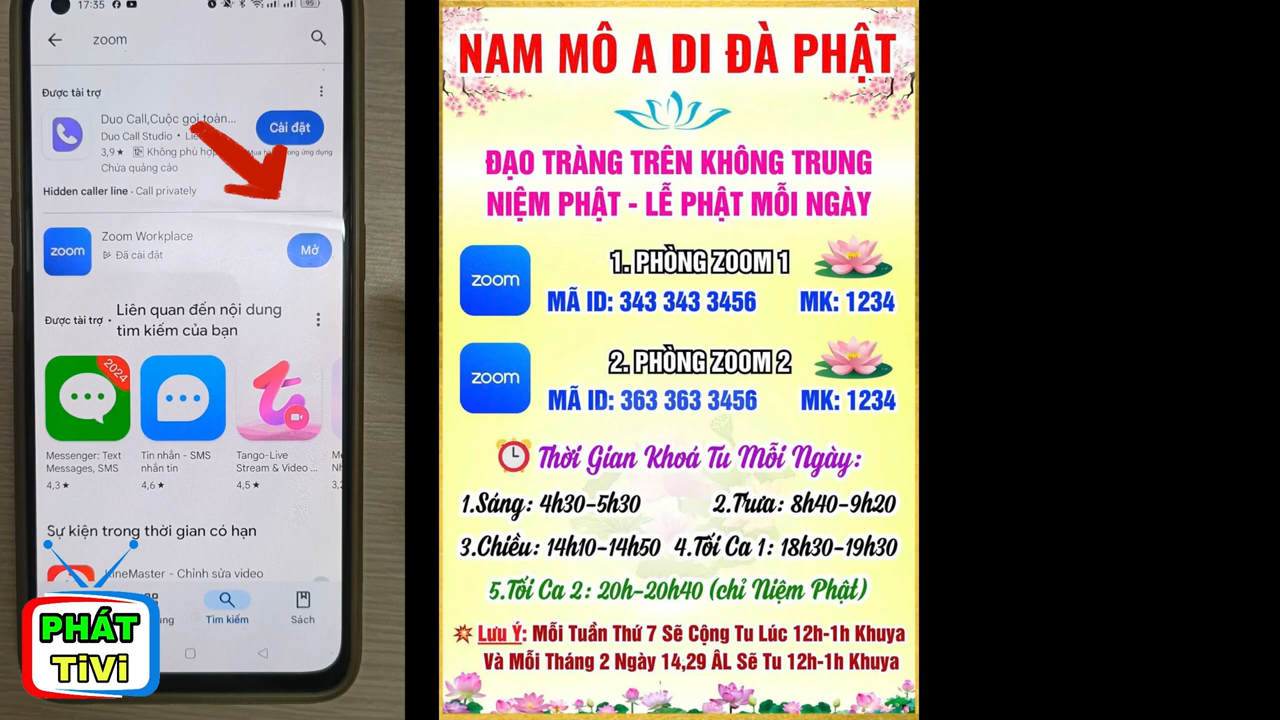 17:35
95
zoom
Được tài trợ
Duo Call,Cuộc gọi toàn...
Duo Call Studio •
3,9★ Không phù hợp
Chứa quảng cáo
Cài đặt
Hidden caller line · Call privately
zoom
Zoom Workplace
Đã cài đặt
Mở
Được tài trợ • Liên quan đến nội dung
tìm kiếm của bạn
2024
Messenger: Text
Messages, SMS
4,3★
Tin nhắn - SMS
nhắn tin
4,6★
Tango-Live
Stream & Video ...
4,5★
Sự kiện trong thời gian có hạn
Chỉnh sửa video
Tìm kiếm
Sách
PHÁT
TiVi
NAM MÔ A DI ĐÀ PHẬT
ĐẠO TRÀNG TRÊN KHÔNG TRUNG
NIỆM PHẬT - LỄ PHẬT MỖI NGÀY
zoom
1. PHÒNG ZOOM 1
MÃ ID: 343 343 3456 MK: 1234
zoom
2. PHÒNG ZOOM 2
MÃ ID: 363 363 3456 MK: 1234
Thời Gian Khoá Tu Mỗi Ngày:
1.Sáng: 4h30-5h30 2.Trưa: 8h40-9h20
3.Chiều: 14h10-14h50 4.Tối Ca 1: 18h30-19h30
5.Tối Ca 2: 20h-20h40 (chỉ Niệm Phật)
Lưu Ý: Mỗi Tuần Thứ 7 Sẽ Cộng Tu Lúc 12h-1h Khuya
Và Mỗi Tháng 2 Ngày 14,29 ÂL Sẽ Tu 12h-1h Khuya